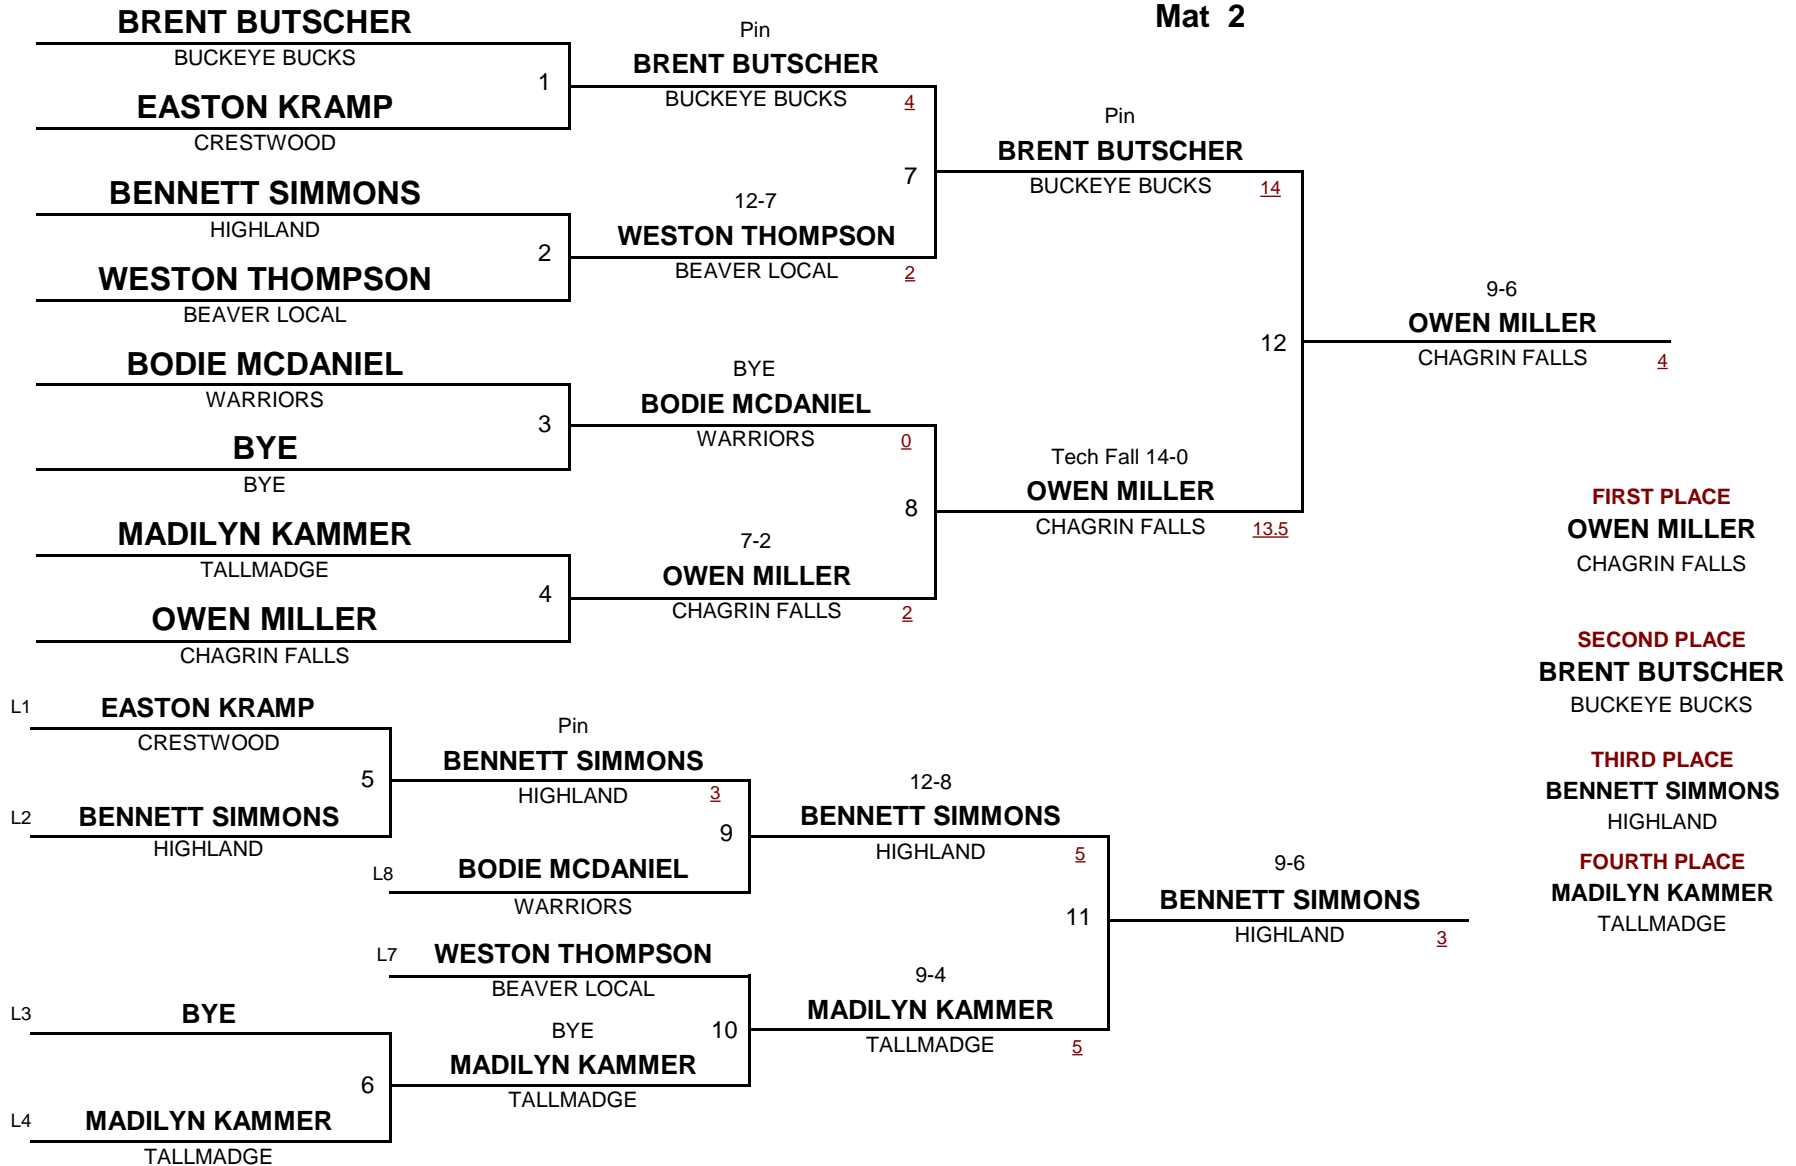 Mat 2
BRENT BUTSCHER
BUCKEYE BUCKS
1
EASTON KRAMP
CRESTWOOD
BENNETT SIMMONS
HIGHLAND
2
WESTON THOMPSON
BEAVER LOCAL
BODIE MCDANIEL
WARRIORS
3
BYE
BYE
MADILYN KAMMER
TALLMADGE
4
OWEN MILLER
CHAGRIN FALLS
Pin
BRENT BUTSCHER
BUCKEYE BUCKS 4
7
12-7
WESTON THOMPSON
BEAVER LOCAL 2
BYE
BODIE MCDANIEL
WARRIORS 0
8
7-2
OWEN MILLER
CHAGRIN FALLS 2
Pin
BRENT BUTSCHER
BUCKEYE BUCKS 14
12
Tech Fall 14-0
OWEN MILLER
CHAGRIN FALLS 13.5
9-6
OWEN MILLER
CHAGRIN FALLS 4
FIRST PLACE
OWEN MILLER
CHAGRIN FALLS
SECOND PLACE
BRENT BUTSCHER
BUCKEYE BUCKS
THIRD PLACE
BENNETT SIMMONS
HIGHLAND
FOURTH PLACE
MADILYN KAMMER
TALLMADGE
L1 EASTON KRAMP
CRESTWOOD
5
L2 BENNETT SIMMONS
HIGHLAND
Pin
BENNETT SIMMONS
HIGHLAND 3
9
L8 BODIE MCDANIEL
WARRIORS
L7 WESTON THOMPSON
BEAVER LOCAL
10
BYE
MADILYN KAMMER
TALLMADGE
L3 BYE
6
L4 MADILYN KAMMER
TALLMADGE
12-8
BENNETT SIMMONS
HIGHLAND 5
11
9-4
MADILYN KAMMER
TALLMADGE 5
9-6
BENNETT SIMMONS
HIGHLAND 3